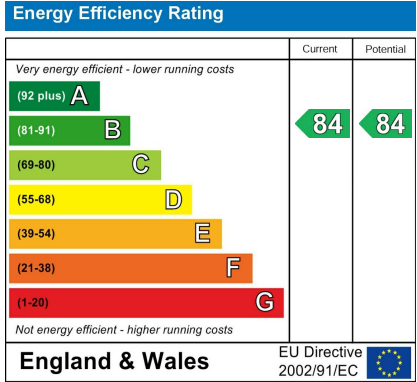 Energy Efficiency Rating
Current Potential
Very energy efficient - lower running costs
(92 plus) A
(81-91) B 84 84
(69-80) C
(55-68) D
(39-54) E
(21-38) F
(1-20) G
Not energy efficient - higher running costs
England & Wales
EU Directive
2002/91/EC